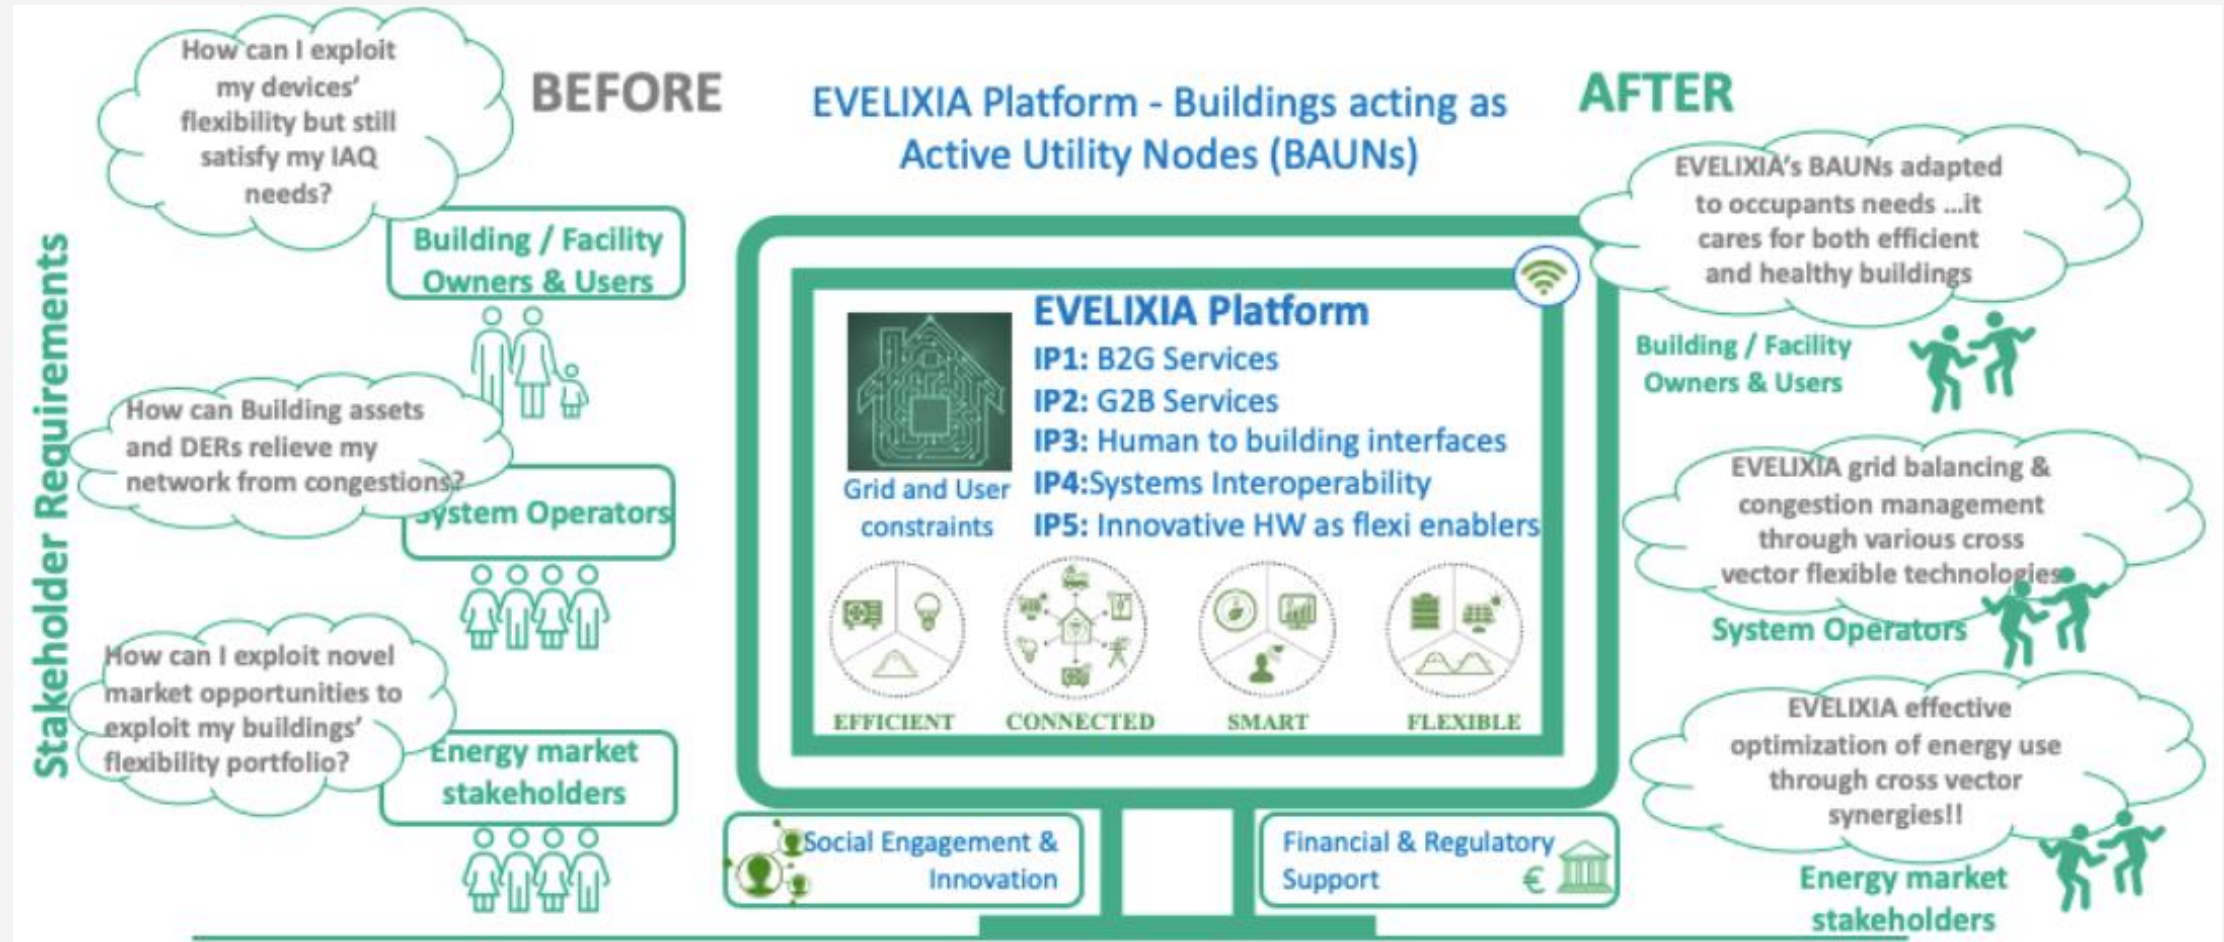 How can I exploit
my devices'
flexibility but still
satisfy my IAQ
needs?
BEFORE
EVELIXIA Platform - Buildings acting as
Active Utility Nodes (BAUNs)
AFTER
Stakeholder Requirements
Building / Facility
Owners & Users
How can Building assets
and DERs relieve my
network from congestions?
System Operators
How can I exploit novel
market opportunities to
exploit my buildings'
flexibility portfolio?
Energy market
stakeholders
EVELIXIA Platform
IP1: B2G Services
IP2: G2B Services
IP3: Human to building interfaces
IP4:Systems Interoperability
IP5: Innovative HW as flexi enablers
Grid and User
constraints
EFFICIENT
CONNECTED
SMART
FLEXIBLE
Social Engagement &
Innovation
Financial & Regulatory
Support
€
EVELIXIA's BAUNs adapted
to occupants needs ...it
cares for both efficient
and healthy buildings
Building / Facility
Owners & Users
EVELIXIA grid balancing &
congestion management
through various cross
vector flexible technologies
System Operators
EVELIXIA effective
optimization of energy use
through cross vector
synergies!!
Energy market
stakeholders